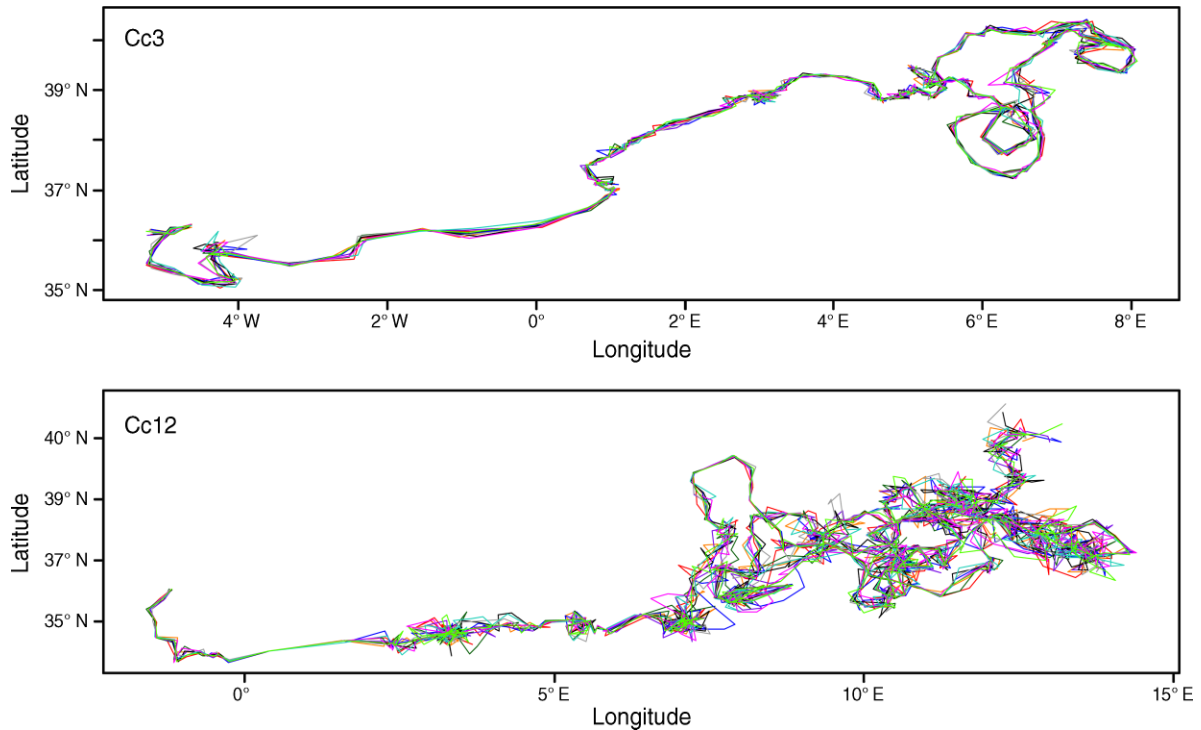 Cc3
Latitude
39° N
37° N
35° N
4° W
2° W
0°
2° E
4° E
6° E
8° E
Longitude
Cc12
Latitude
40° N
39° N
37° N
35° N
0°
5° E
10° E
15° E
Longitude